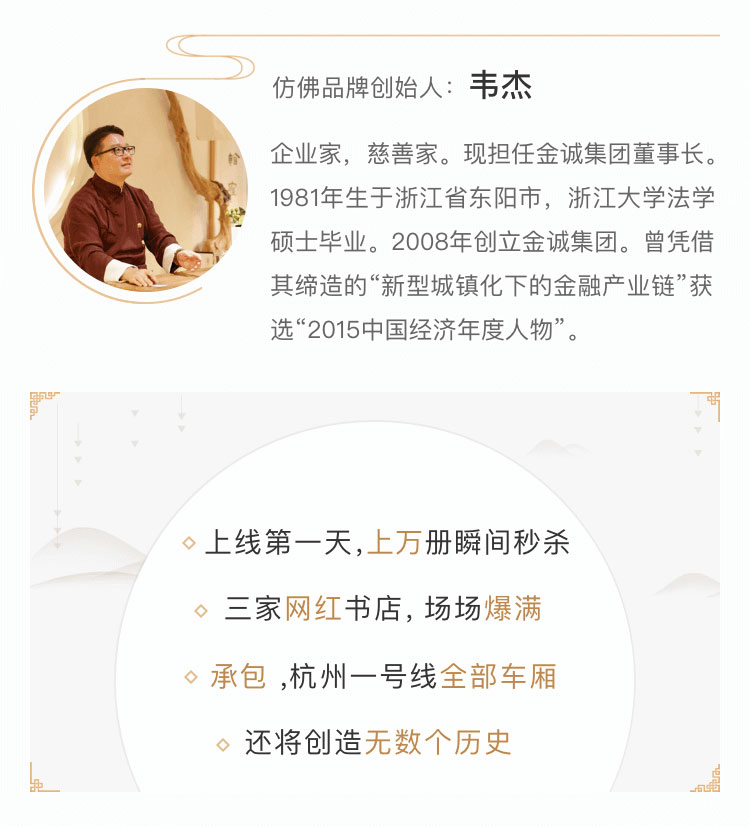 仿佛品牌创始人：韦杰
企业家，慈善家。现担任金诚集团董事长。
1981年生于浙江省东阳市，浙江大学法学
硕士毕业。2008年创立金诚集团。曾凭借
其缔造的“新型城镇化下的金融产业链”获
选“2015中国经济年度人物”。
上线第一天,上万册瞬间秒杀
三家网红书店, 场场爆满
承包 ,杭州一号线全部车厢
还将创造无数个历史